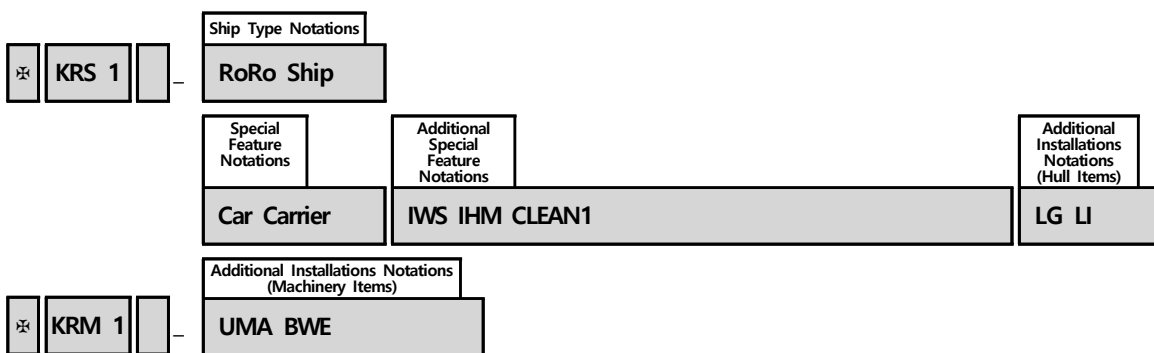 Ship Type Notations
✠ KRS 1 _ RoRo Ship
Special
Feature
Notations
Additional
Special
Feature
Notations
Additional
Installations
Notations
(Hull Items)
Car Carrier IWS IHM CLEAN1 LG LI
Additional Installations Notations
(Machinery Items)
✠ KRM 1 _ UMA BWE